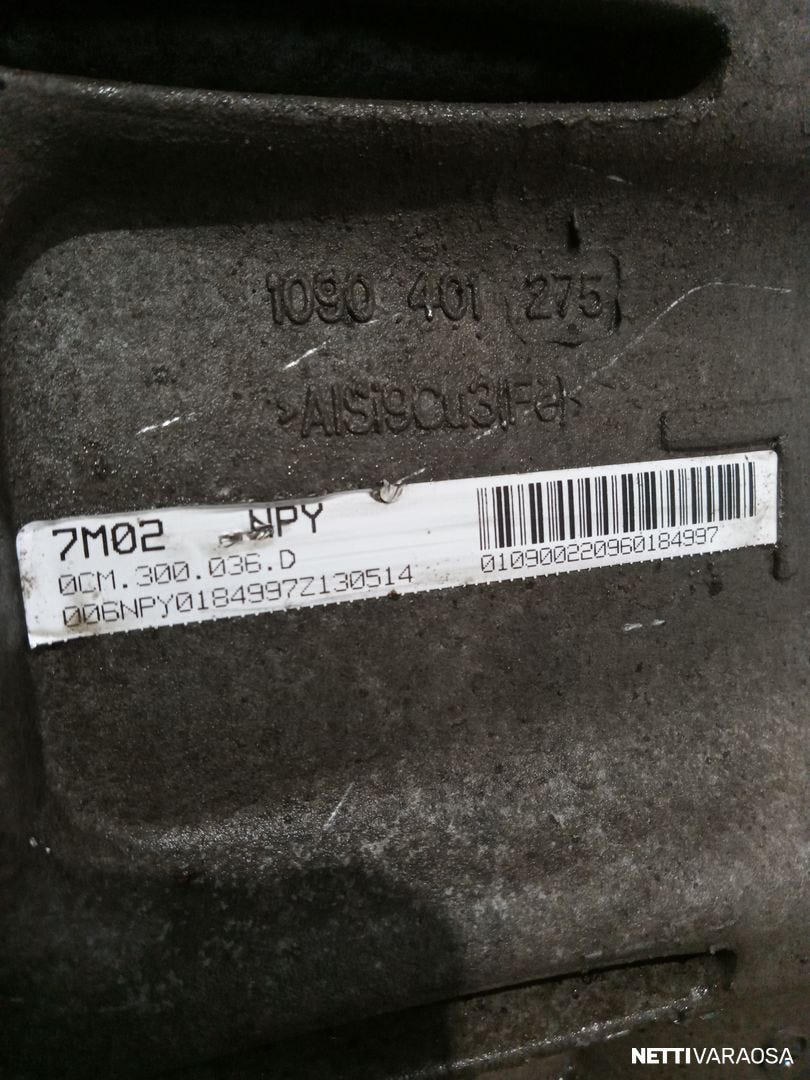 1090 401 275
>AlSi9Cu3(Fe)<
7M02 NPY
0CM.300.036.D
006NPY0184997Z130514
010900220960184997
NETTIVARAOSA